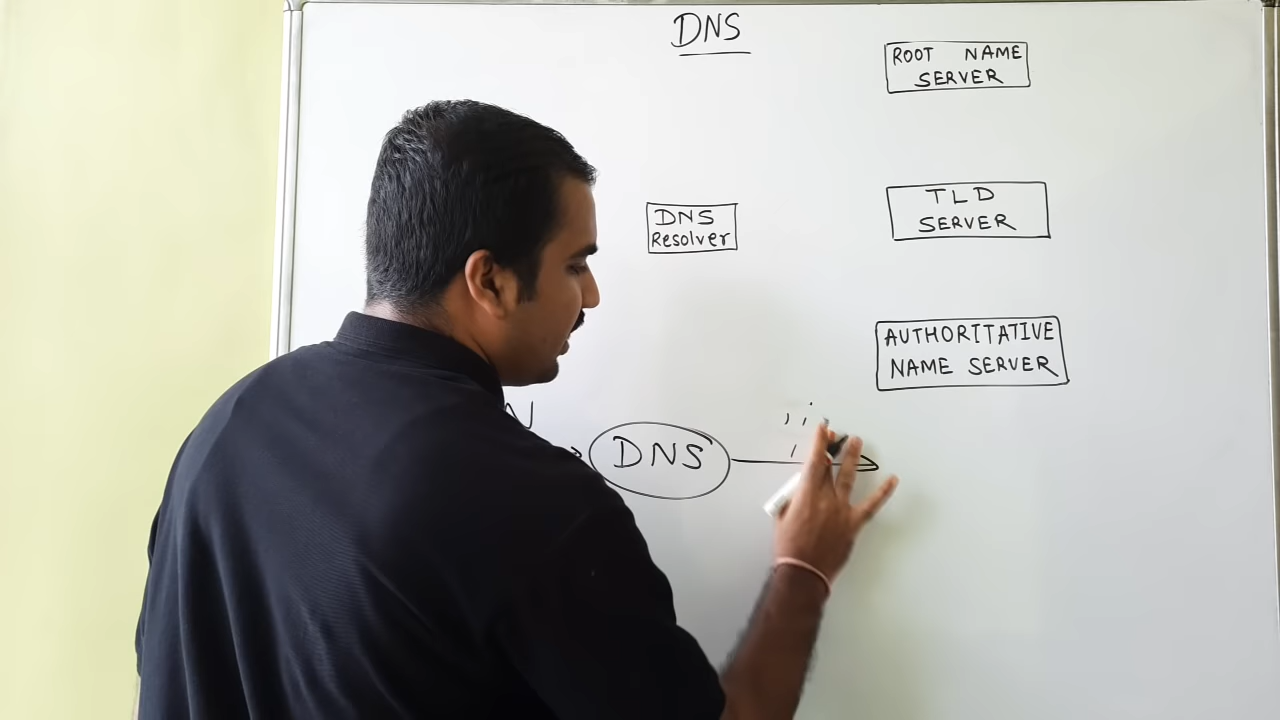 DNS
ROOT NAME
SERVER
TLD
SERVER
DNS
Resolver
AUTHORITATIVE
NAME SERVER
N
DNS